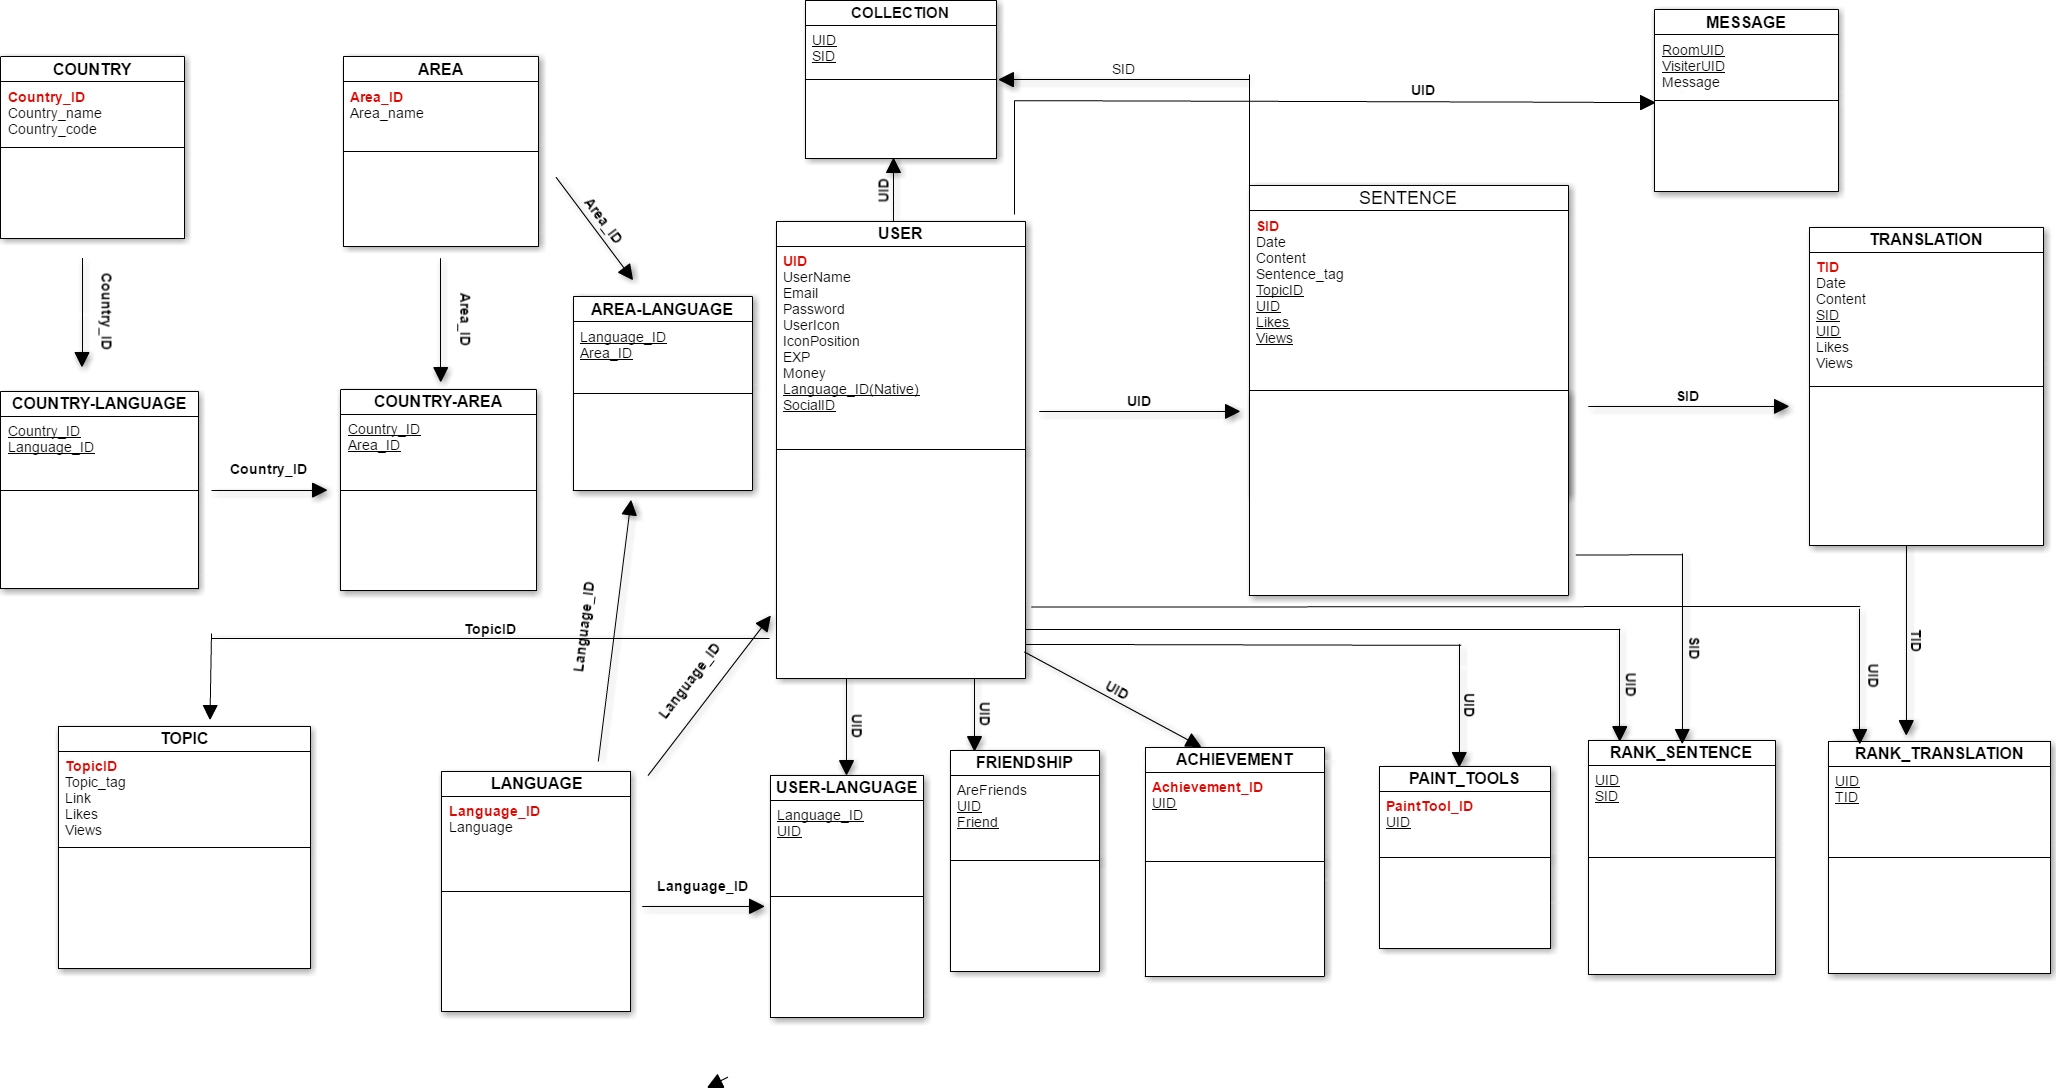 COLLECTION
UID
SID
MESSAGE
RoomUID
VisiterUID
Message
COUNTRY
Country_ID
Country_name
Country_code
AREA
Area_ID
Area_name
SID
UID
UID
Area_ID
SENTENCE
SID
Date
Content
Sentence_tag
TopicID
UID
Likes
Views
USER
UID
UserName
Email
Password
UserIcon
IconPosition
EXP
Money
Language_ID(Native)
SocialID
TRANSLATION
TID
Date
Content
SID
UID
Likes
Views
Country_ID
Area_ID
AREA-LANGUAGE
Language_ID
Area_ID
COUNTRY-LANGUAGE
Country_ID
Language_ID
COUNTRY-AREA
Country_ID
Area_ID
UID
SID
Country_ID
Language_ID
TopicID
Language_ID
UID
UID
UID
UID
UID
SID
UID
TID
TOPIC
TopicID
Topic_tag
Link
Likes
Views
LANGUAGE
Language_ID
Language
Language_ID
USER-LANGUAGE
Language_ID
UID
FRIENDSHIP
AreFriends
UID
Friend
ACHIEVEMENT
Achievement_ID
UID
PAINT_TOOLS
PaintTool_ID
UID
RANK_SENTENCE
UID
SID
RANK_TRANSLATION
UID
TID